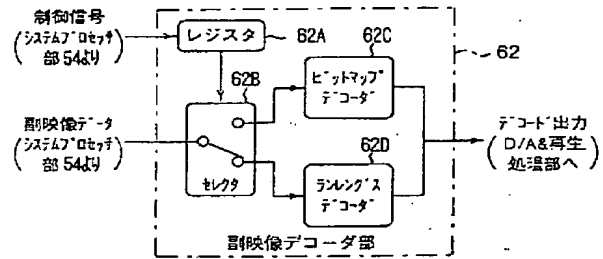 制御信号
(システムプロセッサ
部54より)
レジスタ
62A
62B
62C
62
ビットマップ
デコーダ
副映像データ
(システムプロセッサ
部54より)
セレクタ
62D
ランレングス
デコーダ
デコード出力
(D/A&再生
処理部へ)
副映像デコーダ部